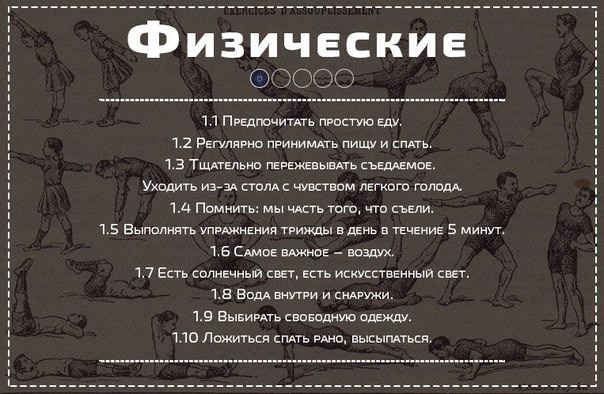 EXERCICES D'ASSOUPLISSEMENT
Физические
1.1 Предпочитать простую еду.
1.2 Регулярно принимать пищу и спать.
1.3 Тщательно пережевывать съедаемое.
Уходить из-за стола с чувством легкого голода.
1.4 Помнить: мы часть того, что съели.
1.5 Выполнять упражнения трижды в день в течение 5 минут.
1.6 Самое важное – воздух.
1.7 Есть солнечный свет, есть искусственный свет.
1.8 Вода внутри и снаружи.
1.9 Выбирать свободную одежду.
1.10 Ложиться спать рано, высыпаться.